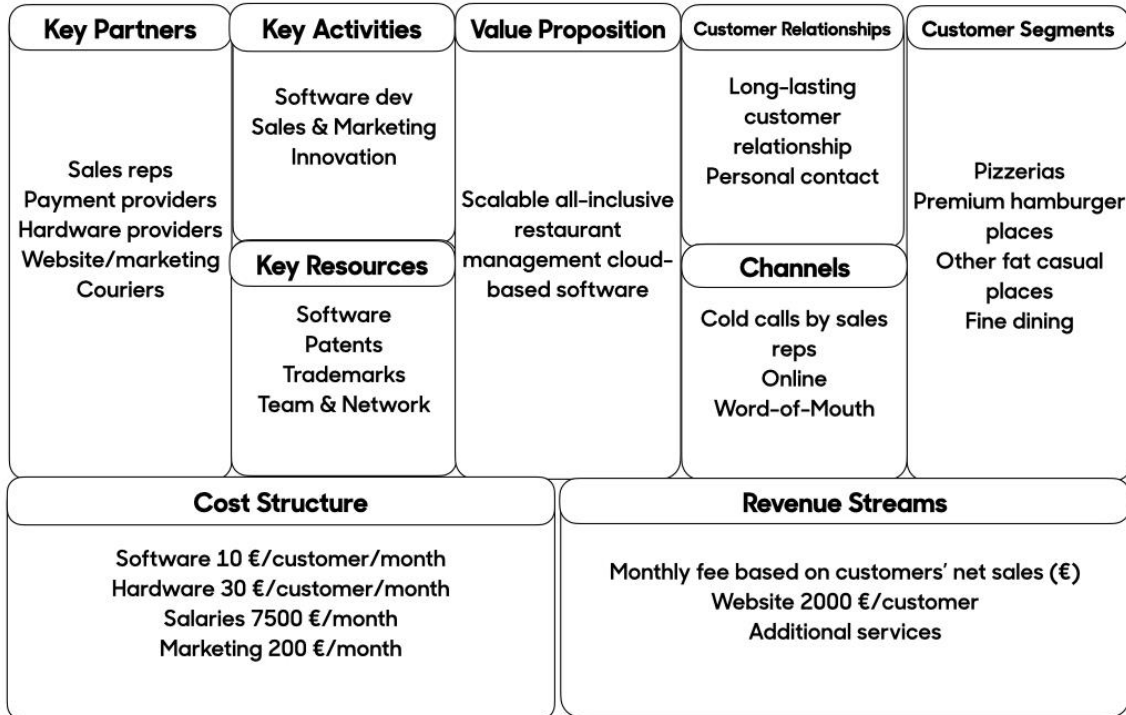 Key Partners
Sales reps
Payment providers
Hardware providers
Website/marketing
Couriers
Key Activities
Software dev
Sales & Marketing
Innovation
Key Resources
Software
Patents
Trademarks
Team & Network
Value Proposition
Scalable all-inclusive
restaurant
management cloud-
based software
Customer Relationships
Long-lasting
customer
relationship
Personal contact
Channels
Cold calls by sales
reps
Online
Word-of-Mouth
Customer Segments
Pizzerias
Premium hamburger
places
Other fat casual
places
Fine dining
Cost Structure
Software 10 €/customer/month
Hardware 30 €/customer/month
Salaries 7500 €/month
Marketing 200 €/month
Revenue Streams
Monthly fee based on customers’ net sales (€)
Website 2000 €/customer
Additional services